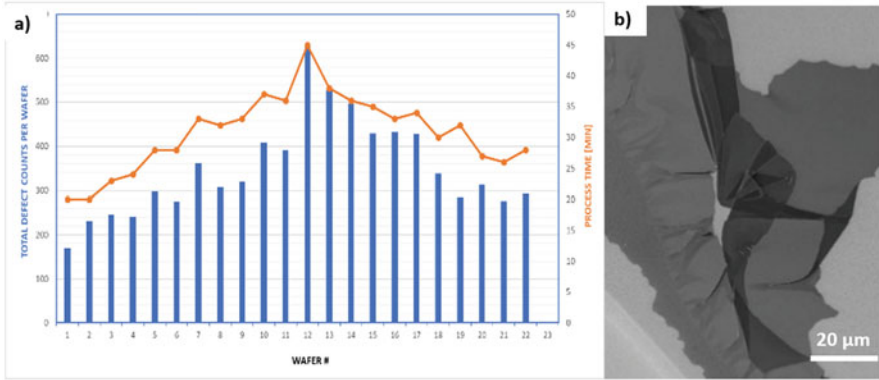 a)
TOTAL DEFECT COUNTS PER WAFER
600
500
400
300
200
100
0
50
45
40
35
30
25
20
15
10
5
0
PROCESS TIME [MIN]
1 2 3 4 5 6 7 8 9 10 11 12 13 14 15 16 17 18 19 20 21 22 23
WAFER #
b)
20 µm